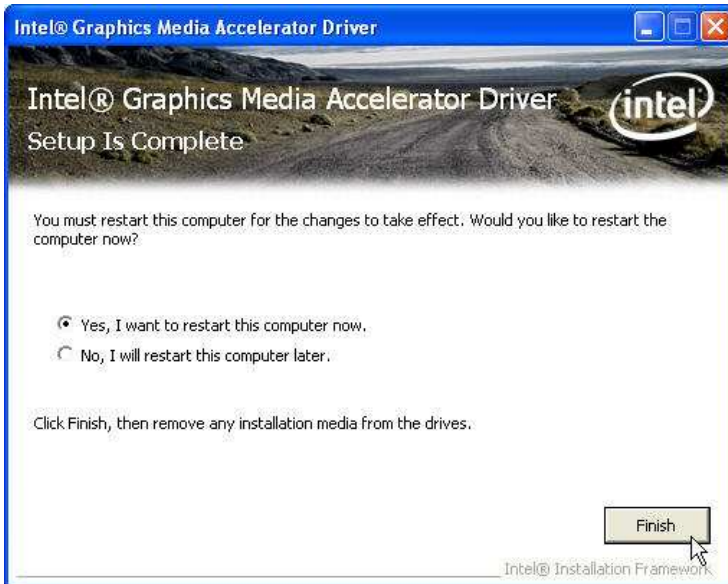 Intel® Graphics Media Accelerator Driver
Intel® Graphics Media Accelerator Driver
intel
Setup Is Complete
You must restart this computer for the changes to take effect. Would you like to restart the
computer now?
Yes, I want to restart this computer now.
No, I will restart this computer later.
Click Finish, then remove any installation media from the drives.
Finish
Intel® Installation Framework